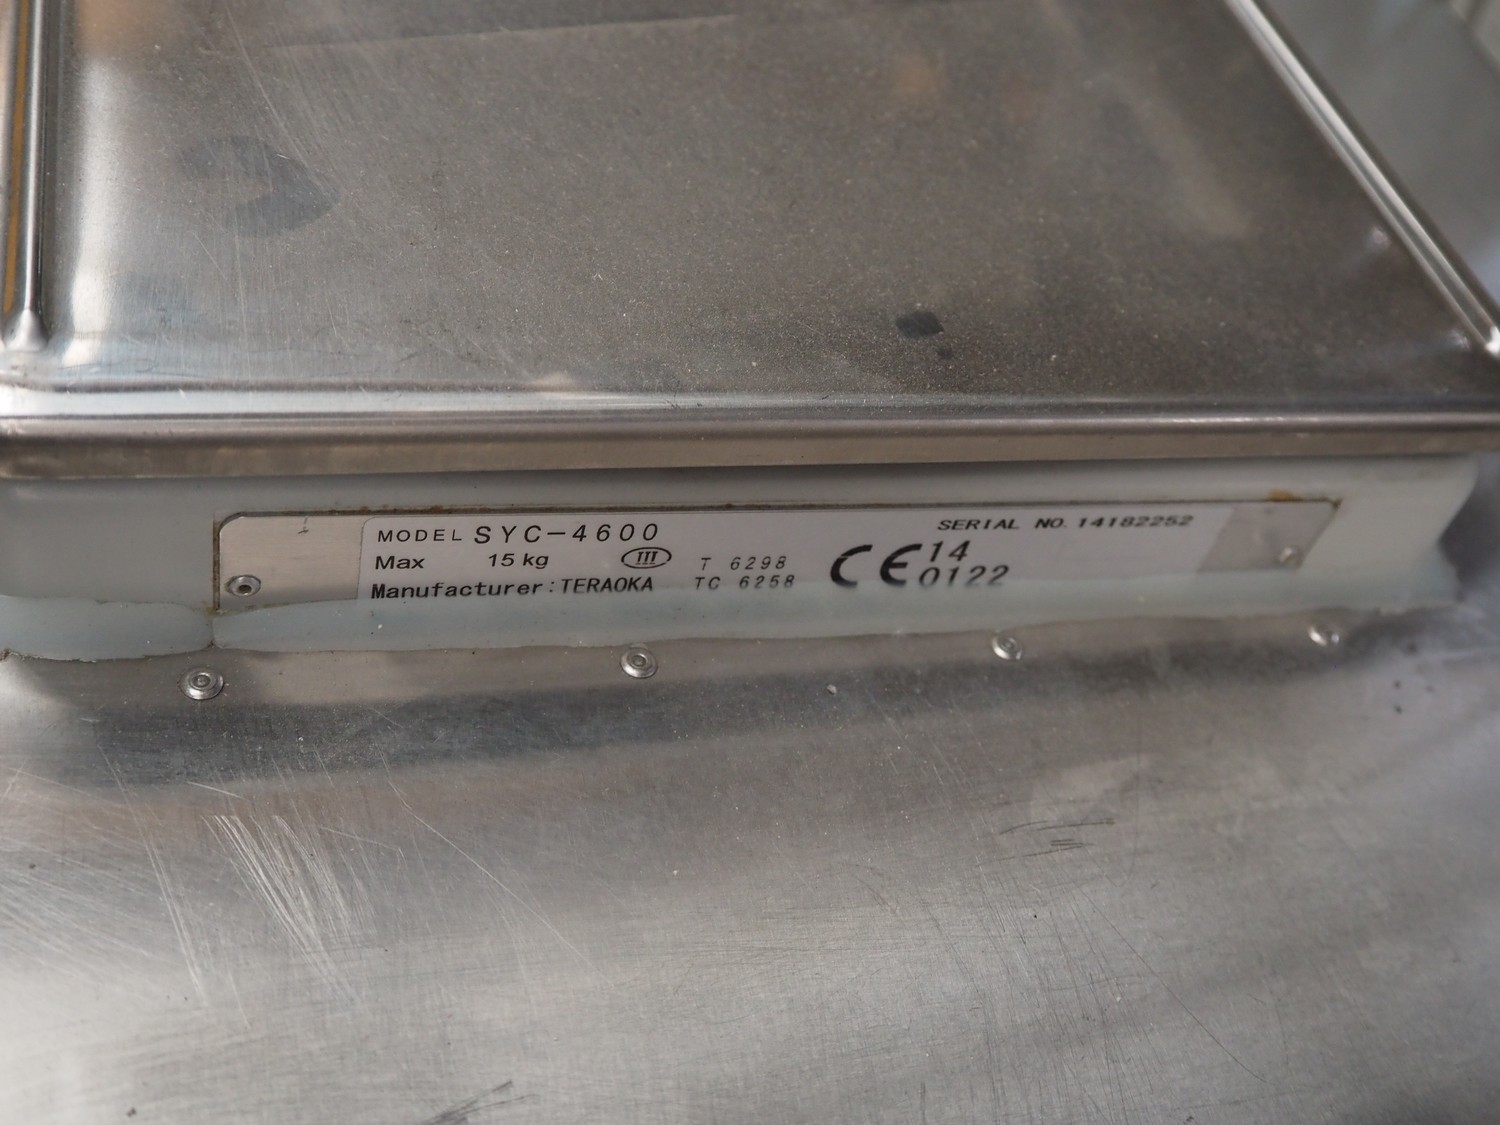 MODEL SYC-4600
SERIAL NO. 14182252
Max 15 kg III T 6298
Manufacturer: TERAOKA TC 6258
CE 14
0122